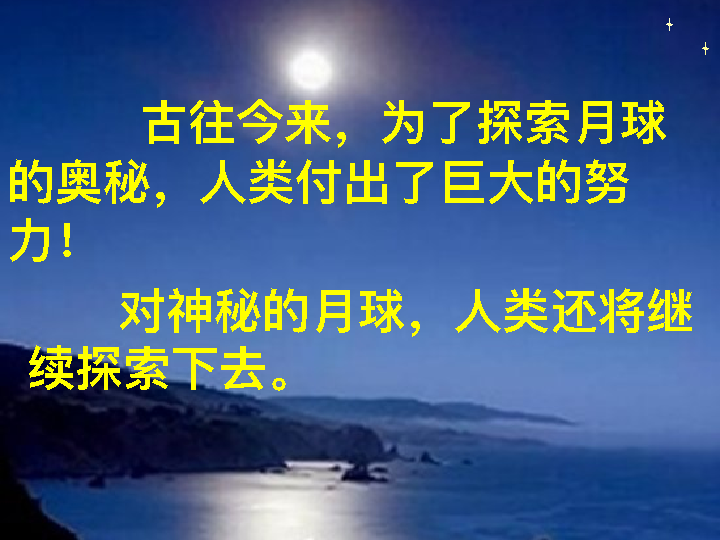 古往今来，为了探索月球
的奥秘，人类付出了巨大的努
力！
对神秘的月球，人类还将继
续探索下去。